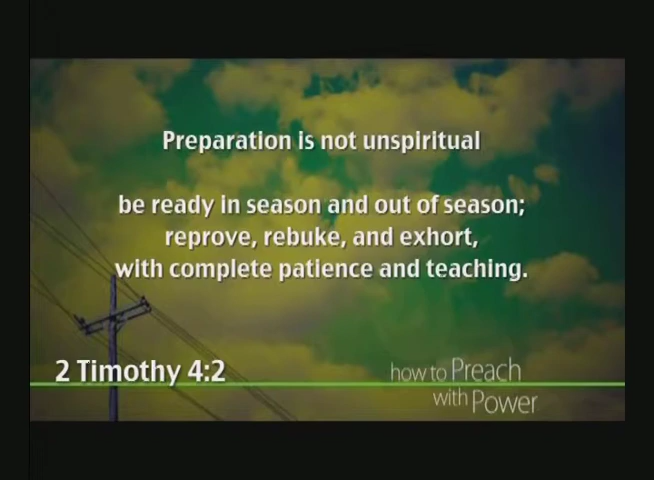 Preparation is not unspiritual
be ready in season and out of season;
reprove, rebuke, and exhort,
with complete patience and teaching.
2 Timothy 4:2
how to Preach
with Power